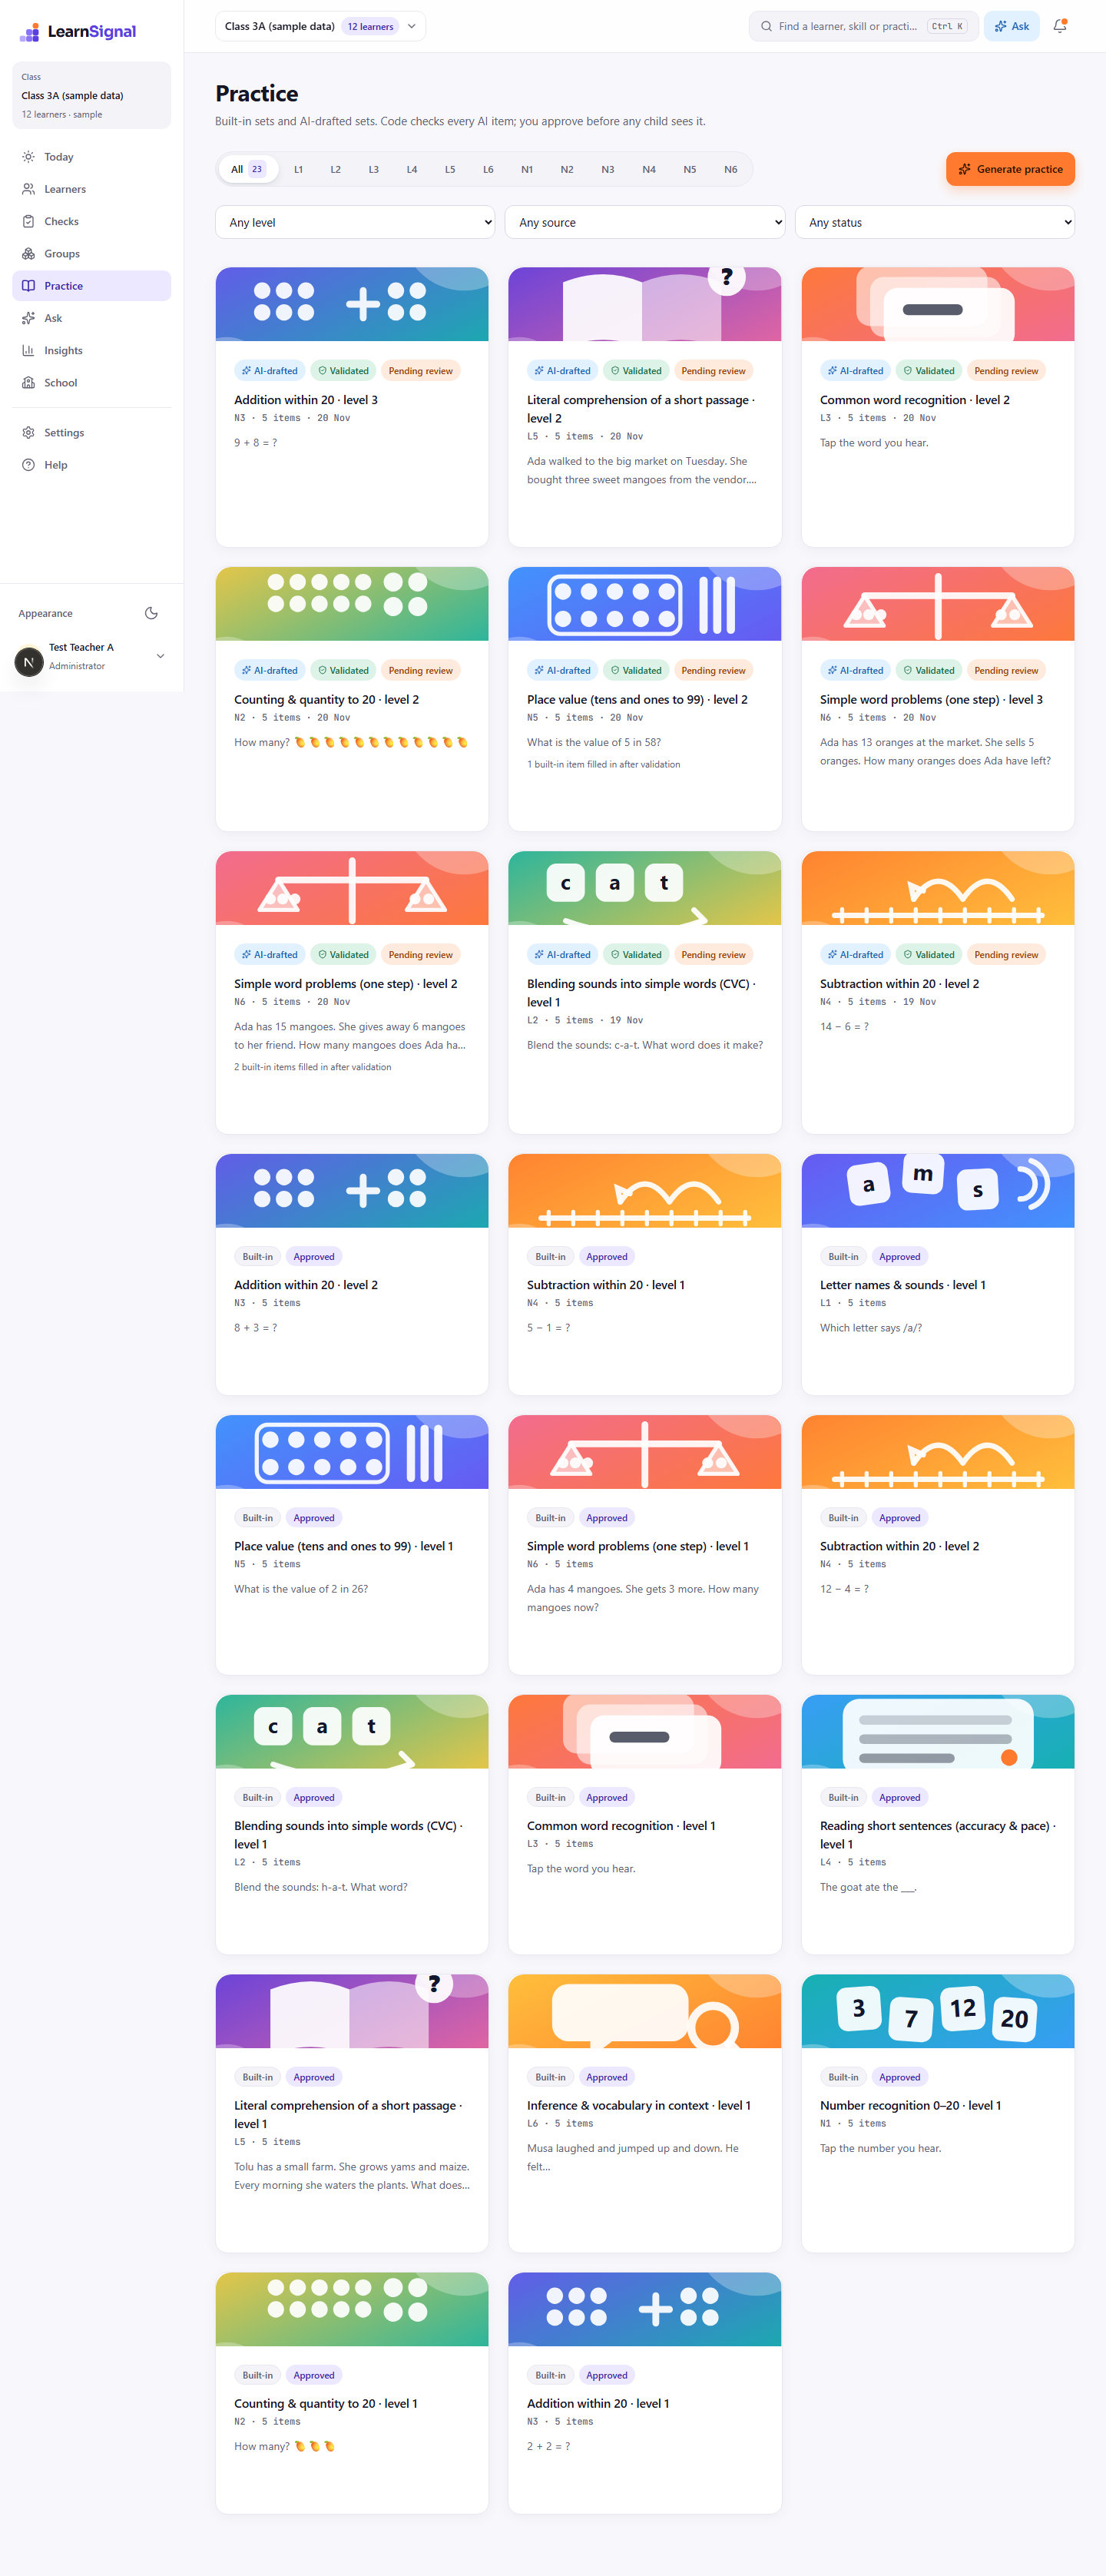 LearnSignal
Class
Class 3A (sample data)
12 learners · sample
Today
Learners
Checks
Groups
Practice
Ask
Insights
School
Settings
Help
Appearance
N
Test Teacher A
Administrator
Class 3A (sample data) 12 learners
Find a learner, skill or practi... Ctrl K
Ask
Practice
Built-in sets and AI-drafted sets. Code checks every AI item; you approve before any child sees it.
All 23 L1 L2 L3 L4 L5 L6 N1 N2 N3 N4 N5 N6
Generate practice
Any level
Any source
Any status
AI-drafted Validated Pending review
Addition within 20 · level 3
N3 · 5 items · 20 Nov
9 + 8 = ?
?
AI-drafted Validated Pending review
Literal comprehension of a short passage ·
level 2
L5 · 5 items · 20 Nov
Ada walked to the big market on Tuesday. She
bought three sweet mangoes from the vendor....
AI-drafted Validated Pending review
Common word recognition · level 2
L3 · 5 items · 20 Nov
Tap the word you hear.
AI-drafted Validated Pending review
Counting & quantity to 20 · level 2
N2 · 5 items · 20 Nov
How many? 🥭🥭🥭🥭🥭🥭🥭🥭🥭🥭🥭🥭
AI-drafted Validated Pending review
Place value (tens and ones to 99) · level 2
N5 · 5 items · 20 Nov
What is the value of 5 in 58?
1 built-in item filled in after validation
AI-drafted Validated Pending review
Simple word problems (one step) · level 3
N6 · 5 items · 20 Nov
Ada has 13 oranges at the market. She sells 5
oranges. How many oranges does Ada have left?
AI-drafted Validated Pending review
Simple word problems (one step) · level 2
N6 · 5 items · 20 Nov
Ada has 15 mangoes. She gives away 6 mangoes
to her friend. How many mangoes does Ada ha...
2 built-in items filled in after validation
c a t
AI-drafted Validated Pending review
Blending sounds into simple words (CVC) ·
level 1
L2 · 5 items · 19 Nov
Blend the sounds: c-a-t. What word does it make?
AI-drafted Validated Pending review
Subtraction within 20 · level 2
N4 · 5 items · 19 Nov
14 − 6 = ?
Built-in Approved
Addition within 20 · level 2
N3 · 5 items
8 + 3 = ?
Built-in Approved
Subtraction within 20 · level 1
N4 · 5 items
5 − 1 = ?
a m s
Built-in Approved
Letter names & sounds · level 1
L1 · 5 items
Which letter says /a/?
Built-in Approved
Place value (tens and ones to 99) · level 1
N5 · 5 items
What is the value of 2 in 26?
Built-in Approved
Simple word problems (one step) · level 1
N6 · 5 items
Ada has 4 mangoes. She gets 3 more. How many
mangoes now?
Built-in Approved
Subtraction within 20 · level 2
N4 · 5 items
12 − 4 = ?
c a t
Built-in Approved
Blending sounds into simple words (CVC) ·
level 1
L2 · 5 items
Blend the sounds: h-a-t. What word?
Built-in Approved
Common word recognition · level 1
L3 · 5 items
Tap the word you hear.
Built-in Approved
Reading short sentences (accuracy & pace) ·
level 1
L4 · 5 items
The goat ate the ___.
?
Built-in Approved
Literal comprehension of a short passage ·
level 1
L5 · 5 items
Tolu has a small farm. She grows yams and maize.
Every morning she waters the plants. What does...
Built-in Approved
Inference & vocabulary in context · level 1
L6 · 5 items
Musa laughed and jumped up and down. He
felt...
3 7 12 20
Built-in Approved
Number recognition 0–20 · level 1
N1 · 5 items
Tap the number you hear.
Built-in Approved
Counting & quantity to 20 · level 1
N2 · 5 items
How many? 🥭🥭🥭
Built-in Approved
Addition within 20 · level 1
N3 · 5 items
2 + 2 = ?